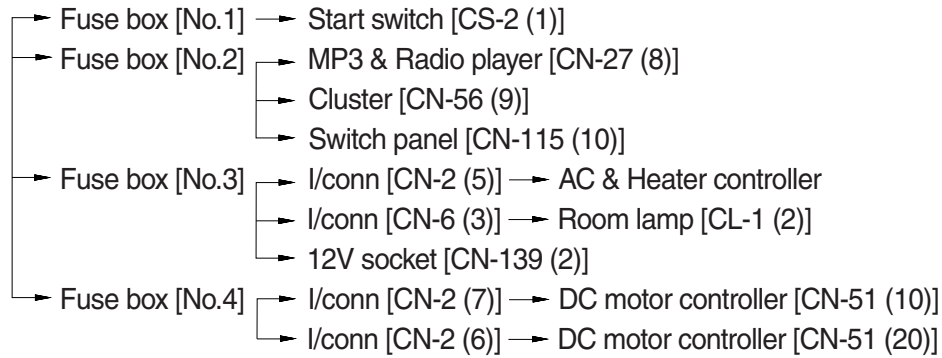 Fuse box [No.1] Start switch [CS-2 (1)]
Fuse box [No.2] MP3 & Radio player [CN-27 (8)]
Cluster [CN-56 (9)]
Switch panel [CN-115 (10)]
Fuse box [No.3] I/conn [CN-2 (5)] AC & Heater controller
I/conn [CN-6 (3)] Room lamp [CL-1 (2)]
12V socket [CN-139 (2)]
Fuse box [No.4] I/conn [CN-2 (7)] DC motor controller [CN-51 (10)]
I/conn [CN-2 (6)] DC motor controller [CN-51 (20)]